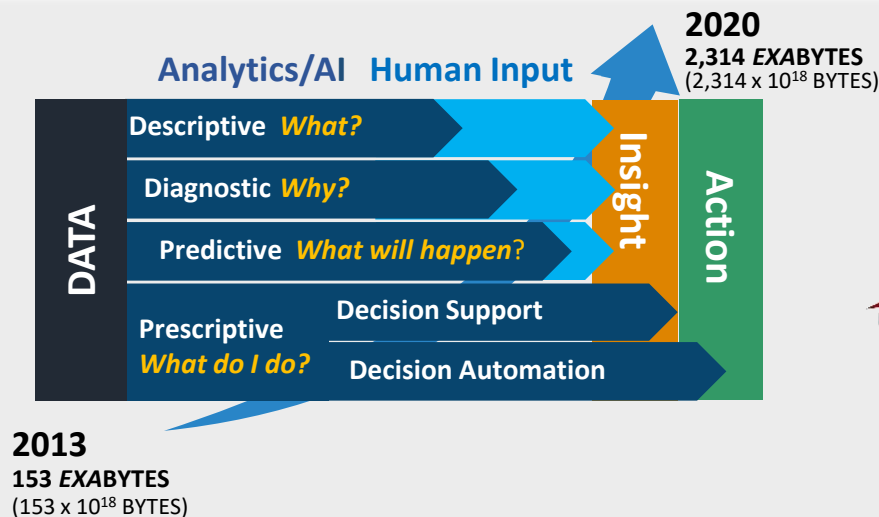 2020
2,314 EXABYTES
(2,314 x 10¹⁸ BYTES)
Analytics/AI Human Input
DATA
Descriptive What?
Diagnostic Why?
Predictive What will happen?
Prescriptive
What do I do?
Decision Support
Decision Automation
Insight
Action
2013
153 EXABYTES
(153 x 10¹⁸ BYTES)